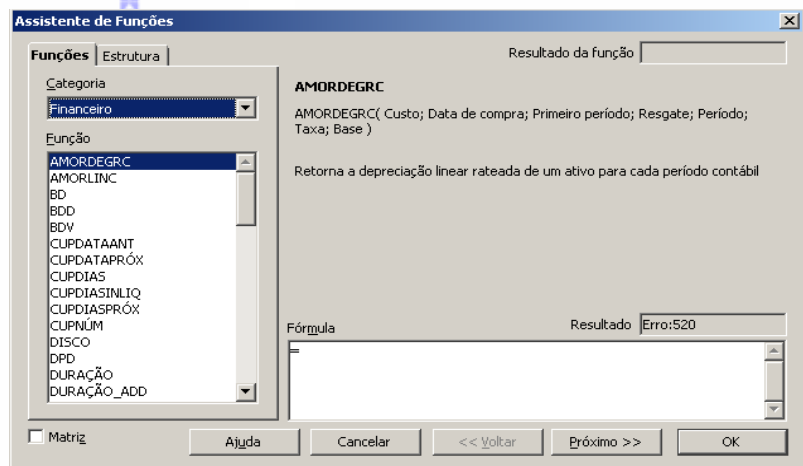 Assistente de Funções
Funções Estrutura
Resultado da função
Categoria
Financeiro
Função
AMORDEGRC
AMORLINC
BD
BDD
BDV
CUPDATAANT
CUPDATAPRÓX
CUPDIAS
CUPDIASINLIQ
CUPDIASPRÓX
CUPNÚM
DISCO
DPD
DURAÇÃO
DURAÇÃO_ADD
AMORDEGRC
AMORDEGRC( Custo; Data de compra; Primeiro período; Resgate; Período;
Taxa; Base )
Retorna a depreciação linear rateada de um ativo para cada período contábil
Fórmula
Resultado Erro:520
=
Matriz
Ajuda
Cancelar
<< Voltar
Próximo >>
OK